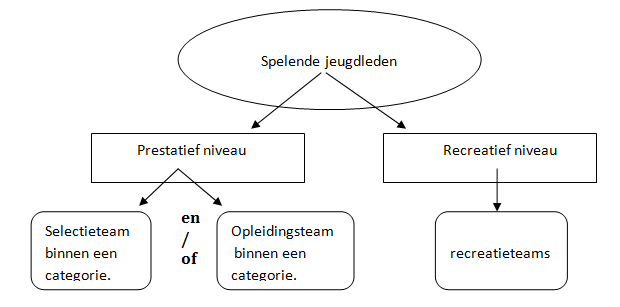 Spelende jeugdleden
Prestatief niveau
Recreatief niveau
Selectieteam
binnen een
categorie.
en
/
of
Opleidingsteam
binnen een
categorie.
recreatieteams